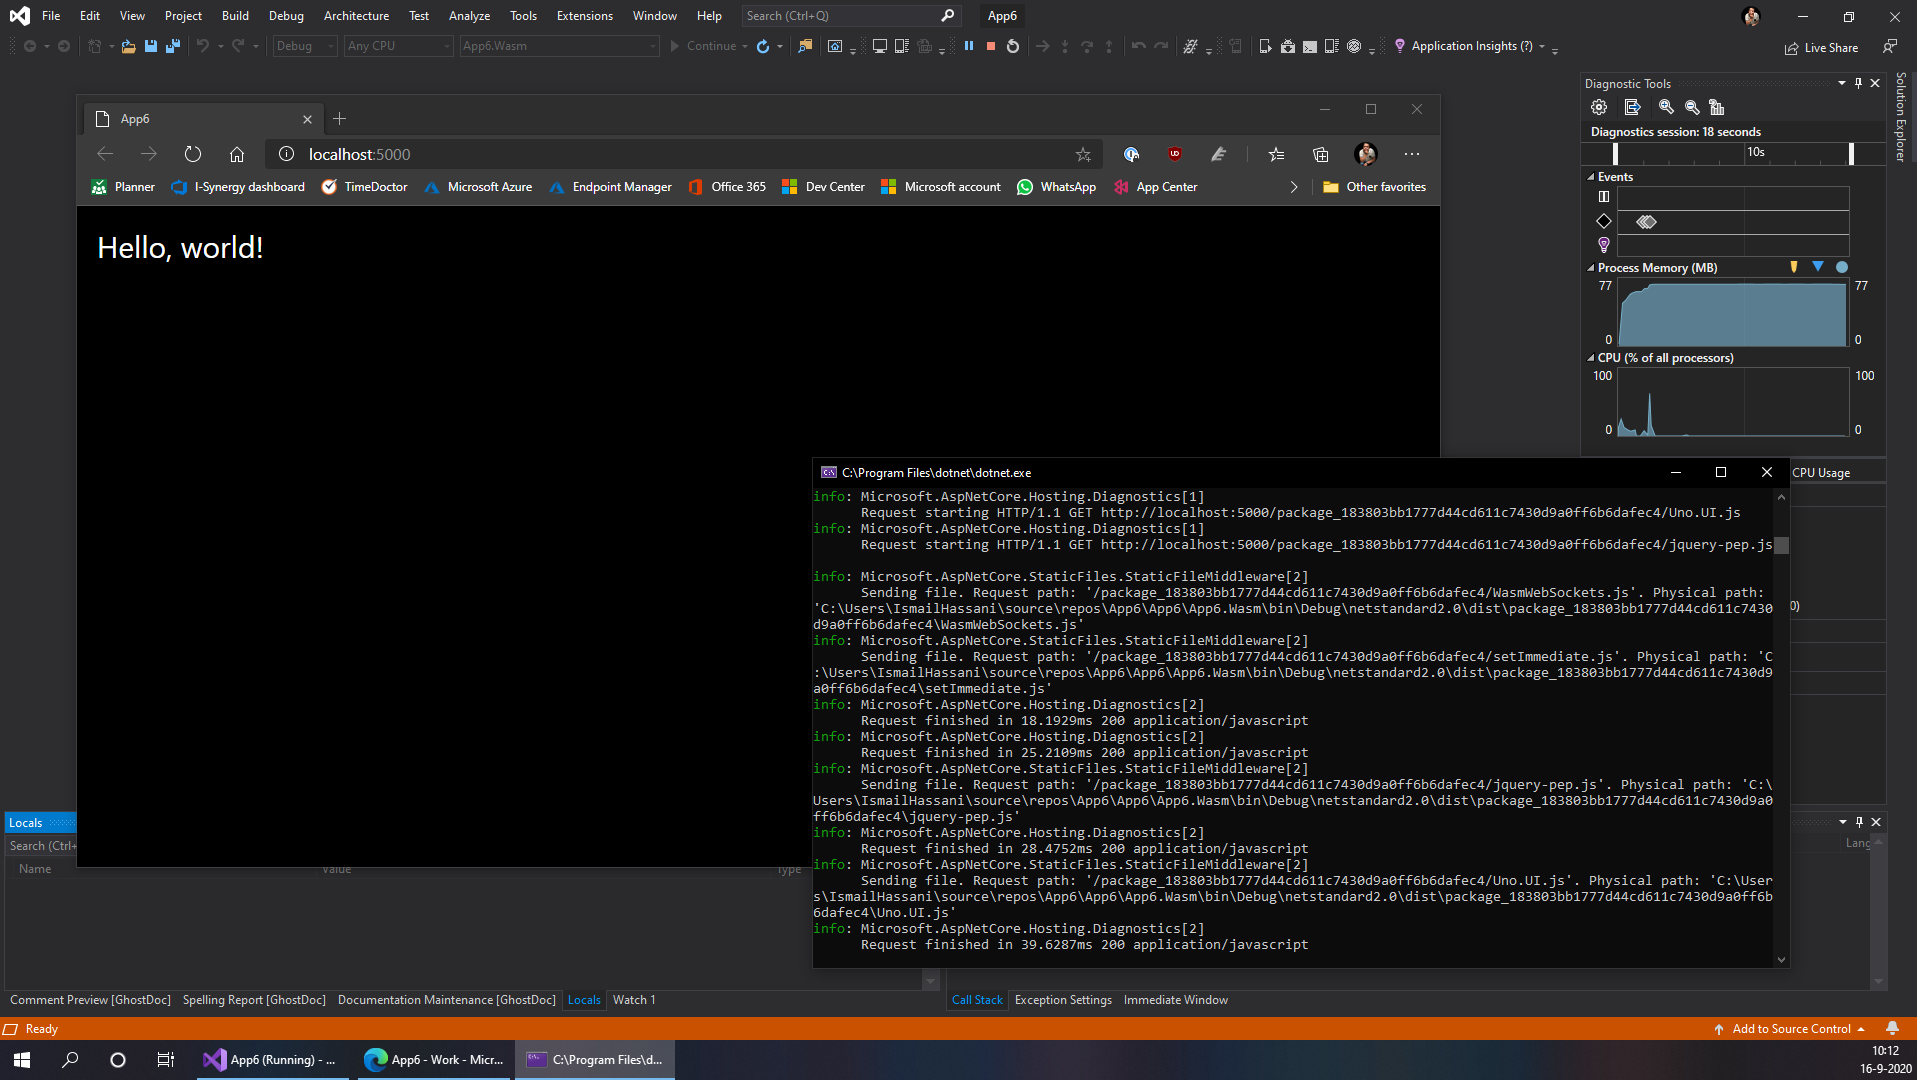 File Edit View Project Build Debug Architecture Test Analyze Tools Extensions Window Help Search (Ctrl+Q) App6
Debug Any CPU App6.Wasm Continue Application Insights (?) Live Share
Solution Explorer
App6
localhost:5000
Planner I-Synergy dashboard TimeDoctor Microsoft Azure Endpoint Manager Office 365 Dev Center Microsoft account WhatsApp App Center Other favorites
Hello, world!
Diagnostic Tools
Diagnostics session: 18 seconds
10s
Events
Process Memory (MB)
77 77
0 0
CPU (% of all processors)
100 100
0 0
CPU Usage
C:\Program Files\dotnet\dotnet.exe
info: Microsoft.AspNetCore.Hosting.Diagnostics[1]
Request starting HTTP/1.1 GET http://localhost:5000/package_183803bb1777d44cd611c7430d9a0ff6b6dafec4/Uno.UI.js
info: Microsoft.AspNetCore.Hosting.Diagnostics[1]
Request starting HTTP/1.1 GET http://localhost:5000/package_183803bb1777d44cd611c7430d9a0ff6b6dafec4/jquery-pep.js
info: Microsoft.AspNetCore.StaticFiles.StaticFileMiddleware[2]
Sending file. Request path: '/package_183803bb1777d44cd611c7430d9a0ff6b6dafec4/WasmWebSockets.js'. Physical path:
'C:\Users\IsmailHassani\source\repos\App6\App6\App6.Wasm\bin\Debug\netstandard2.0\dist\package_183803bb1777d44cd611c7430
d9a0ff6b6dafec4\WasmWebSockets.js'
info: Microsoft.AspNetCore.StaticFiles.StaticFileMiddleware[2]
Sending file. Request path: '/package_183803bb1777d44cd611c7430d9a0ff6b6dafec4/setImmediate.js'. Physical path: 'C
:\Users\IsmailHassani\source\repos\App6\App6\App6.Wasm\bin\Debug\netstandard2.0\dist\package_183803bb1777d44cd611c7430d9
a0ff6b6dafec4\setImmediate.js'
info: Microsoft.AspNetCore.Hosting.Diagnostics[2]
Request finished in 18.1929ms 200 application/javascript
info: Microsoft.AspNetCore.Hosting.Diagnostics[2]
Request finished in 25.2109ms 200 application/javascript
info: Microsoft.AspNetCore.StaticFiles.StaticFileMiddleware[2]
Sending file. Request path: '/package_183803bb1777d44cd611c7430d9a0ff6b6dafec4/jquery-pep.js'. Physical path: 'C:\
Users\IsmailHassani\source\repos\App6\App6\App6.Wasm\bin\Debug\netstandard2.0\dist\package_183803bb1777d44cd611c7430d9a0
ff6b6dafec4\jquery-pep.js'
info: Microsoft.AspNetCore.Hosting.Diagnostics[2]
Request finished in 28.4752ms 200 application/javascript
info: Microsoft.AspNetCore.StaticFiles.StaticFileMiddleware[2]
Sending file. Request path: '/package_183803bb1777d44cd611c7430d9a0ff6b6dafec4/Uno.UI.js'. Physical path: 'C:\User
s\IsmailHassani\source\repos\App6\App6\App6.Wasm\bin\Debug\netstandard2.0\dist\package_183803bb1777d44cd611c7430d9a0ff6b
6dafec4\Uno.UI.js'
info: Microsoft.AspNetCore.Hosting.Diagnostics[2]
Request finished in 39.6287ms 200 application/javascript
0)
Locals
Search (Ctrl+
Name Value Type Lang
Comment Preview [GhostDoc] Spelling Report [GhostDoc] Documentation Maintenance [GhostDoc] Locals Watch 1 Call Stack Exception Settings Immediate Window
Ready Add to Source Control
App6 (Running) - ... App6 - Work - Micr... C:\Program Files\d...
10:12
16-9-2020